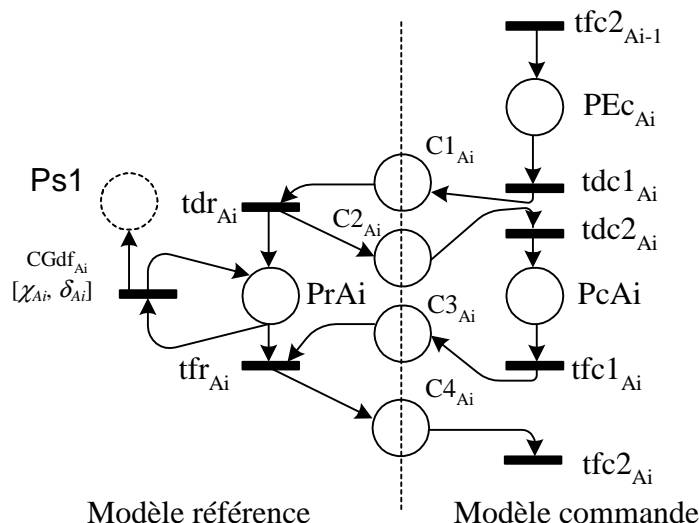 tfc2Ai-1
PEcAi
C1Ai
Ps1
tdrAi
tdc1Ai
C2Ai
tdc2Ai
CGdfAi
[χAi, δAi]
PrAi
C3Ai
PcAi
tfrAi
tfc1Ai
C4Ai
tfc2Ai
Modèle référence
Modèle commande